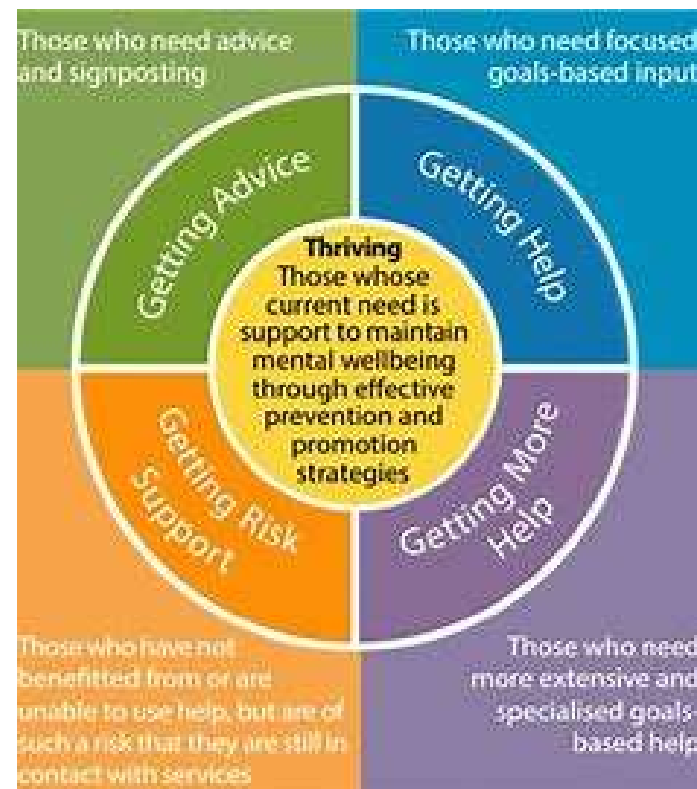 Those who need advice
and signposting
Those who need focused
goals-based input
Getting Advice
Getting Help
Thriving
Those whose
current need is
support to maintain
mental wellbeing
through effective
prevention and
promotion
strategies
Getting Risk
Support
Getting More
Help
Those who have not
benefitted from or are
unable to use help, but are of
such a risk that they are still in
contact with services
Those who need
more extensive and
specialised goals-
based help